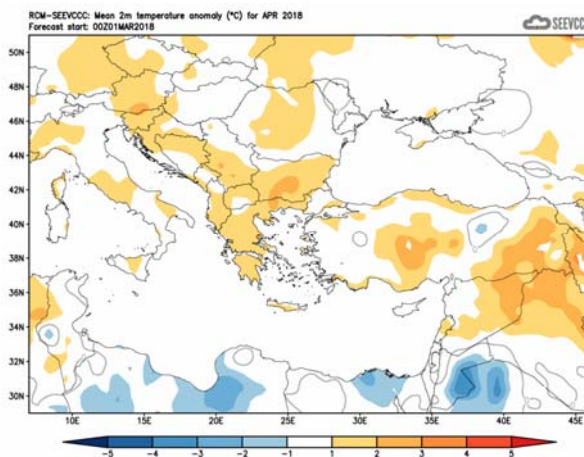 RCM-SEEVCCC: Mean 2m temperature anomaly (°C) for APR 2018
Forecast start: 00Z01MAR2018
SEEVCC
50N
48N
46N
44N
42N
40N
38N
36N
34N
32N
30N
10E 15E 20E 25E 30E 35E 40E 45E
-5 -4 -3 -2 -1 1 2 3 4 5